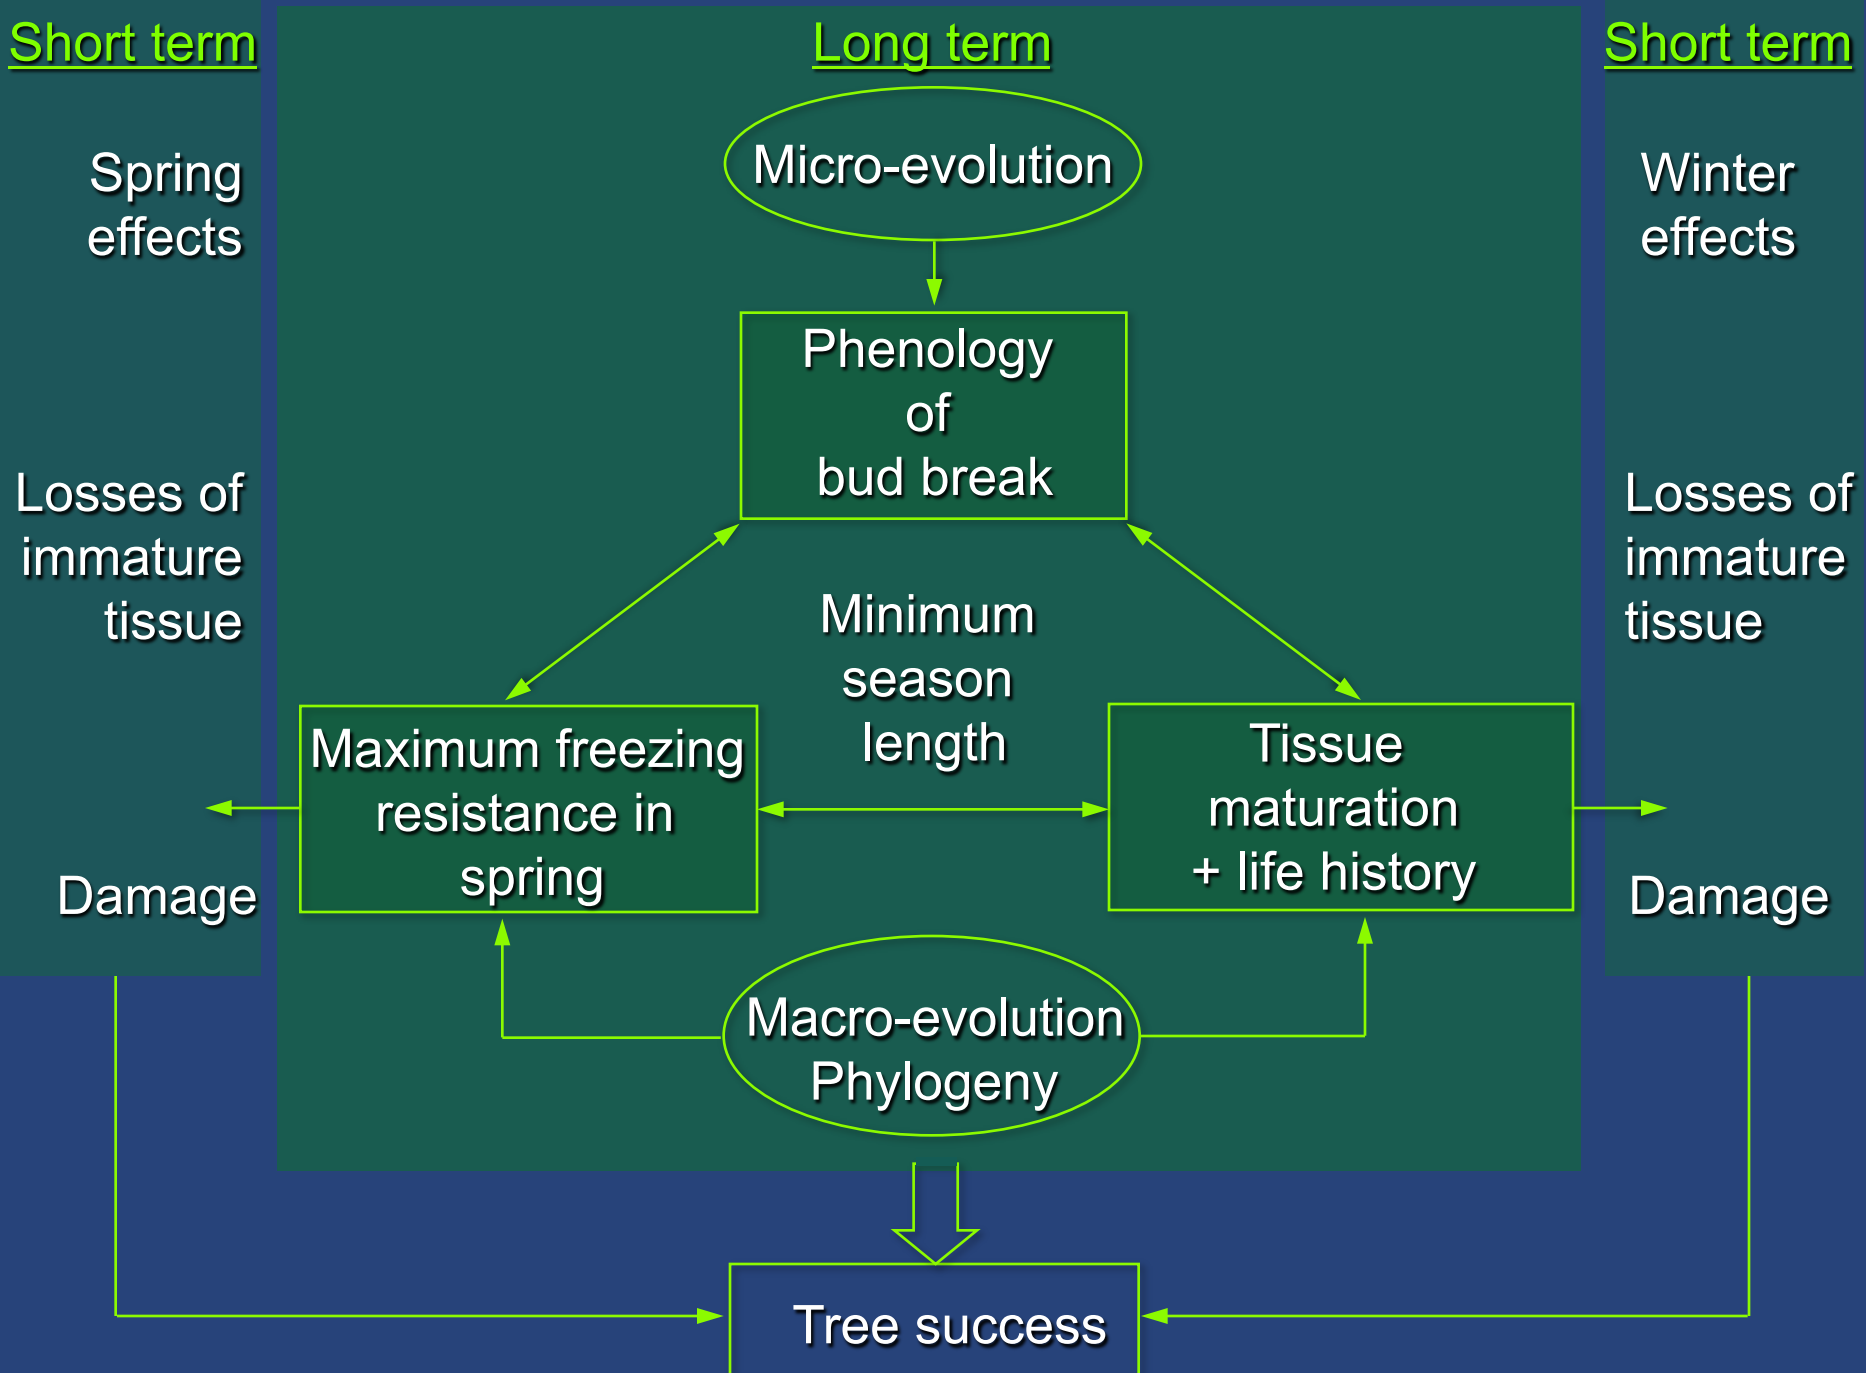 Short term
Long term
Short term
Micro-evolution
Spring
effects
Winter
effects
Phenology
of
bud break
Losses of
immature
tissue
Losses of
immature
tissue
Minimum
season
length
Maximum freezing
resistance in
spring
Tissue
maturation
+ life history
Damage
Damage
Macro-evolution
Phylogeny
Tree success